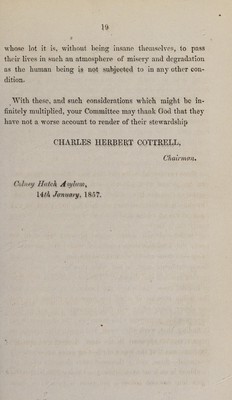 19
whose lot it is, without being insane themselves, to pass
their lives in such an atmosphere of misery and degradation
as the human being is not subjected to in any other con-
dition.
With these, and such considerations which might be in-
finitely multiplied, your Committee may thank God that they
have not a worse account to render of their stewardship
CHARLES HERBERT COTTRELL,
Chairman.
Colney Hatch Asylum,
14th January, 1857.